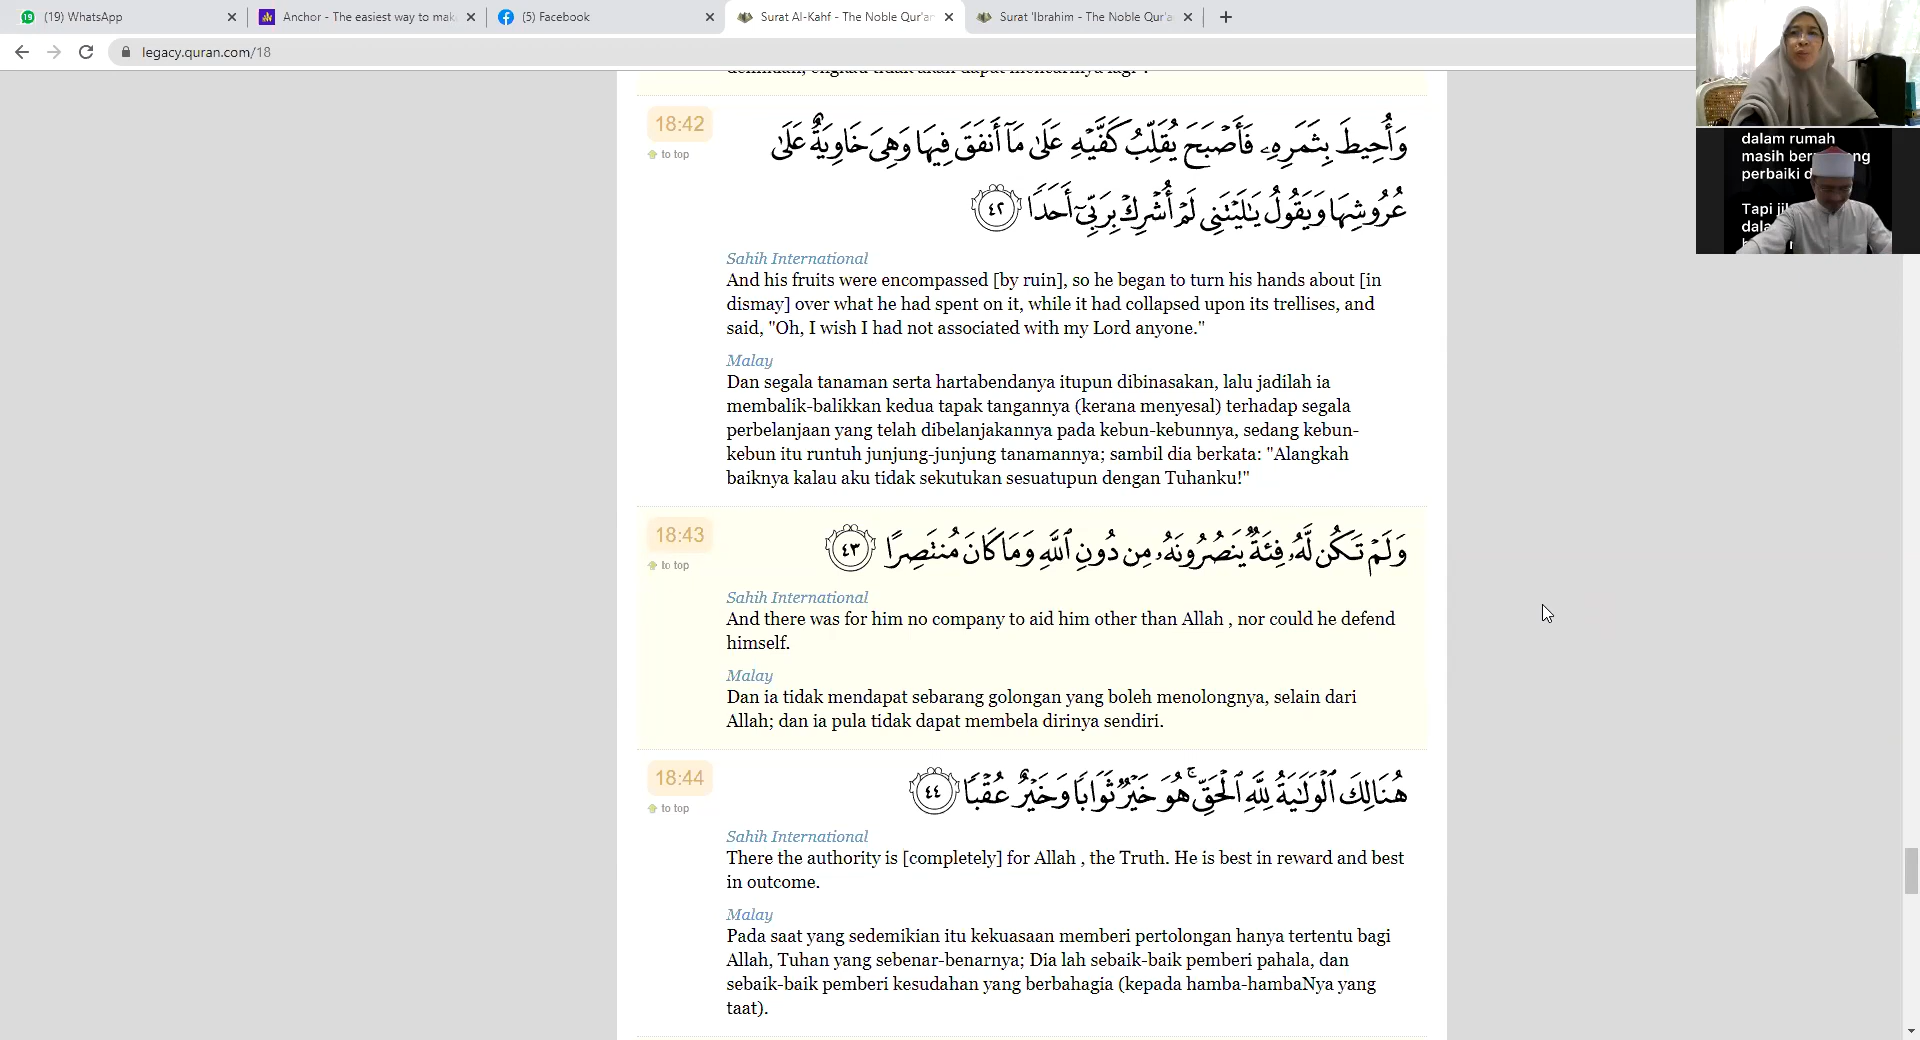 (19) WhatsApp
Anchor - The easiest way to mak
(5) Facebook
Surat Al-Kahf - The Noble Qur'an
Surat 'Ibrahim - The Noble Qur'a
legacy.quran.com/18
demikian, engkau tidak akan dapat mencarinya lagi".
18:42
to top
وَأُحِيطَ بِثَمَرِهِۦ فَأَصْبَحَ يُقَلِّبُ كَفَّيْهِ عَلَىٰ مَآ أَنفَقَ فِيهَا وَهِىَ خَاوِيَةٌ عَلَىٰ
عُرُوشِهَا وَيَقُولُ يَٰلَيْتَنِى لَمْ أُشْرِكْ بِرَبِّىٓ أَحَدًا ٤٢
Sahih International
And his fruits were encompassed [by ruin], so he began to turn his hands about [in
dismay] over what he had spent on it, while it had collapsed upon its trellises, and
said, "Oh, I wish I had not associated with my Lord anyone."
Malay
Dan segala tanaman serta hartabendanya itupun dibinasakan, lalu jadilah ia
membalik-balikkan kedua tapak tangannya (kerana menyesal) terhadap segala
perbelanjaan yang telah dibelanjakannya pada kebun-kebunnya, sedang kebun-
kebun itu runtuh junjung-junjung tanamannya; sambil dia berkata: "Alangkah
baiknya kalau aku tidak sekutukan sesuatupun dengan Tuhanku!"
18:43
to top
وَلَمْ تَكُن لَّهُۥ فِئَةٌ يَنصُرُونَهُۥ مِن دُونِ ٱللَّهِ وَمَا كَانَ مُنتَصِرًا ٤٣
Sahih International
And there was for him no company to aid him other than Allah , nor could he defend
himself.
Malay
Dan ia tidak mendapat sebarang golongan yang boleh menolongnya, selain dari
Allah; dan ia pula tidak dapat membela dirinya sendiri.
18:44
to top
هُنَالِكَ ٱلْوَلَٰيَةُ لِلَّهِ ٱلْحَقِّ ۚ هُوَ خَيْرٌ ثَوَابًا وَخَيْرٌ عُقْبًا ٤٤
Sahih International
There the authority is [completely] for Allah , the Truth. He is best in reward and best
in outcome.
Malay
Pada saat yang sedemikian itu kekuasaan memberi pertolongan hanya tertentu bagi
Allah, Tuhan yang sebenar-benarnya; Dia lah sebaik-baik pemberi pahala, dan
sebaik-baik pemberi kesudahan yang berbahagia (kepada hamba-hambaNya yang
taat).
dalam rumah
masih
perbaiki
Tapi